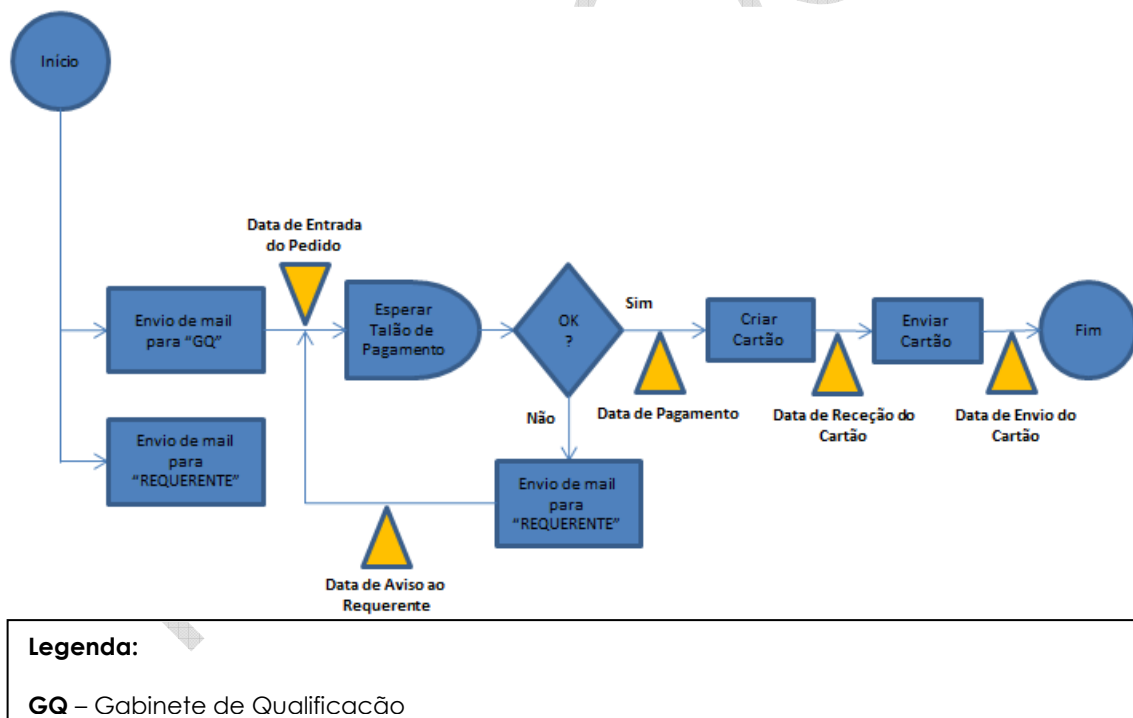 Início
Data de Entrada
do Pedido
Envio de mail
para “GQ”
Esperar
Talão de
Pagamento
OK
?
Sim
Criar
Cartão
Enviar
Cartão
Fim
Não
Data de Pagamento
Data de Receção do
Cartão
Data de Envio do
Cartão
Envio de mail
para
“REQUERENTE”
Envio de mail
para
“REQUERENTE”
Data de Aviso ao
Requerente
Legenda:
GQ – Gabinete de Qualificação